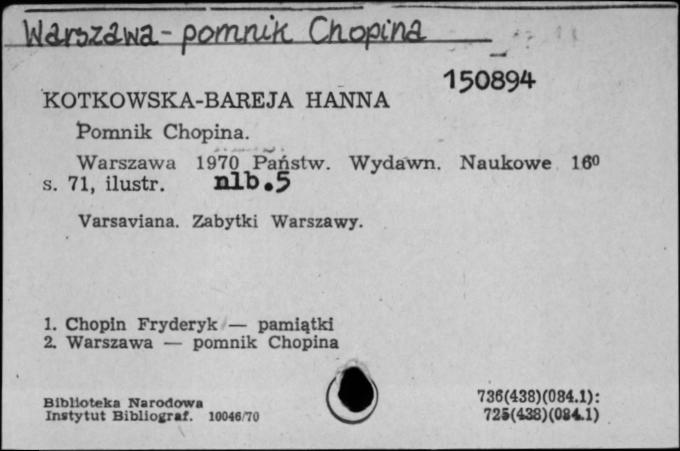 Warszawa - pomnik Chopina
150894
KOTKOWSKA-BAREJA HANNA
Pomnik Chopina.
Warszawa 1970 Państw. Wydawn. Naukowe 16⁰
s. 71, ilustr. nlb.5
Varsaviana. Zabytki Warszawy.
1. Chopin Fryderyk — pamiątki
2. Warszawa — pomnik Chopina
Biblioteka Narodowa
Instytut Bibliograf. 10046/70
736(438)(084.1):
725(438)(084.1)